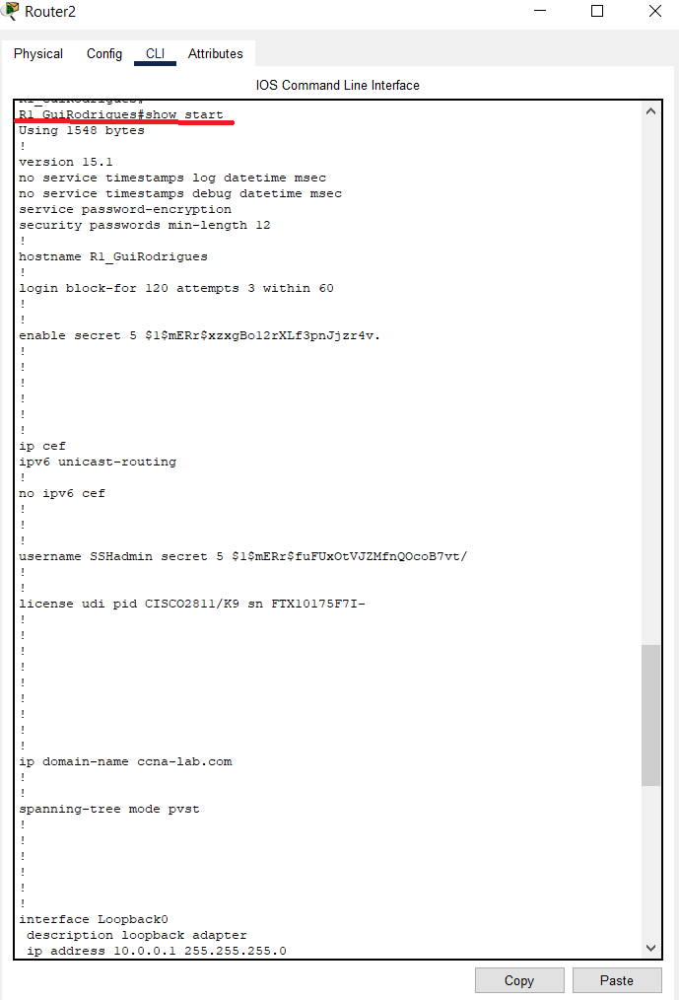 Router2
Physical Config CLI Attributes
IOS Command Line Interface
R1_GuiRodrigues#
R1_GuiRodrigues#show start
Using 1548 bytes
!
version 15.1
no service timestamps log datetime msec
no service timestamps debug datetime msec
service password-encryption
security passwords min-length 12
!
hostname R1_GuiRodrigues
!
login block-for 120 attempts 3 within 60
!
!
enable secret 5 $1$mERr$xzxgBo12rXLf3pnJjzr4v.
!
!
!
!
!
!
ip cef
ipv6 unicast-routing
!
no ipv6 cef
!
!
!
username SSHadmin secret 5 $1$mERr$fuFUxOtVJZMfnQOcoB7vt/
!
!
license udi pid CISCO2811/K9 sn FTX10175F7I-
!
!
!
!
!
!
!
!
!
ip domain-name ccna-lab.com
!
!
spanning-tree mode pvst
!
!
!
!
!
!
interface Loopback0
 description loopback adapter
 ip address 10.0.0.1 255.255.255.0
Copy Paste